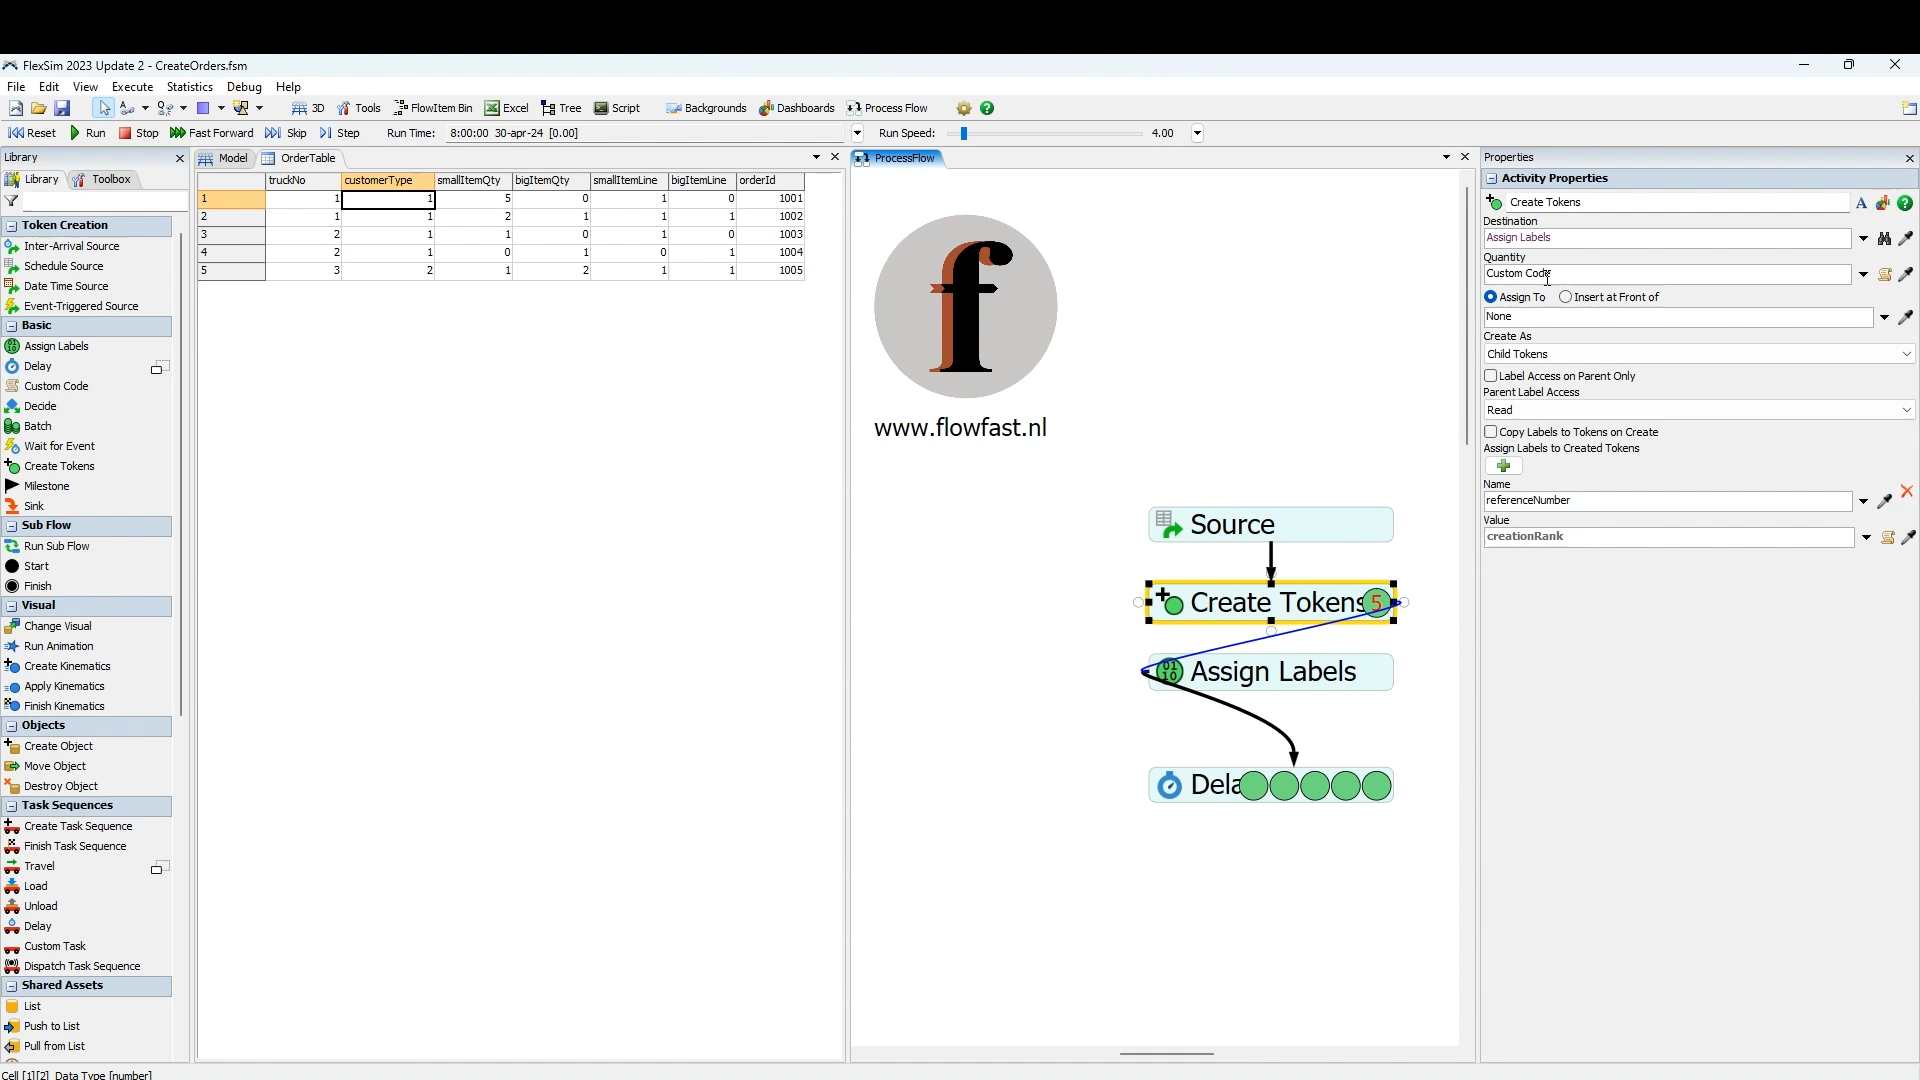 FlexSim 2023 Update 2 - CreateOrders.fsm
File Edit View Execute Statistics Debug Help
3D Tools FlowItem Bin Excel Tree Script Backgrounds Dashboards Process Flow
Reset Run Stop Fast Forward Skip Step Run Time: 8:00:00 30-apr-24 [0.00] Run Speed: 4.00
Library
Library Toolbox
Token Creation
Inter-Arrival Source
Schedule Source
Date Time Source
Event-Triggered Source
Basic
Assign Labels
Delay
Custom Code
Decide
Batch
Wait for Event
Create Tokens
Milestone
Sink
Sub Flow
Run Sub Flow
Start
Finish
Visual
Change Visual
Run Animation
Create Kinematics
Apply Kinematics
Finish Kinematics
Objects
Create Object
Move Object
Destroy Object
Task Sequences
Create Task Sequence
Finish Task Sequence
Travel
Load
Unload
Delay
Custom Task
Dispatch Task Sequence
Shared Assets
List
Push to List
Pull from List
Model OrderTable
truckNo customerType smallItemQty bigItemQty smallItemLine bigItemLine orderId
1 1 1 5 0 1 0 1001
2 1 1 2 1 1 1 1002
3 2 1 1 0 1 0 1003
4 2 1 0 1 0 1 1004
5 3 2 1 2 1 1 1005
ProcessFlow
f
www.flowfast.nl
Source
Create Tokens 5
01 10 Assign Labels
Dela
Properties
Activity Properties
Create Tokens A
Destination
Assign Labels
Quantity
Custom Code
Assign To Insert at Front of
None
Create As
Child Tokens
Label Access on Parent Only
Parent Label Access
Read
Copy Labels to Tokens on Create
Assign Labels to Created Tokens
Name
referenceNumber
Value
creationRank
Cell [1][2] Data Type [number]